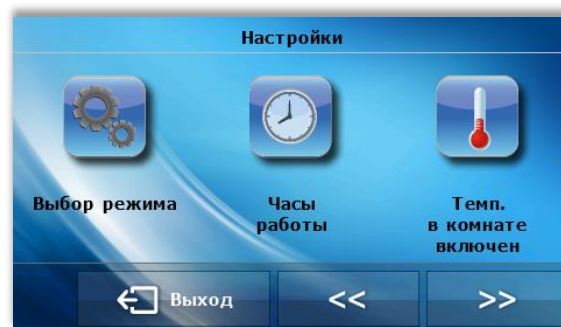 Настройки
Выбор режима
Часы
работы
Темп.
в комнате
включен
Выход
<<
>>